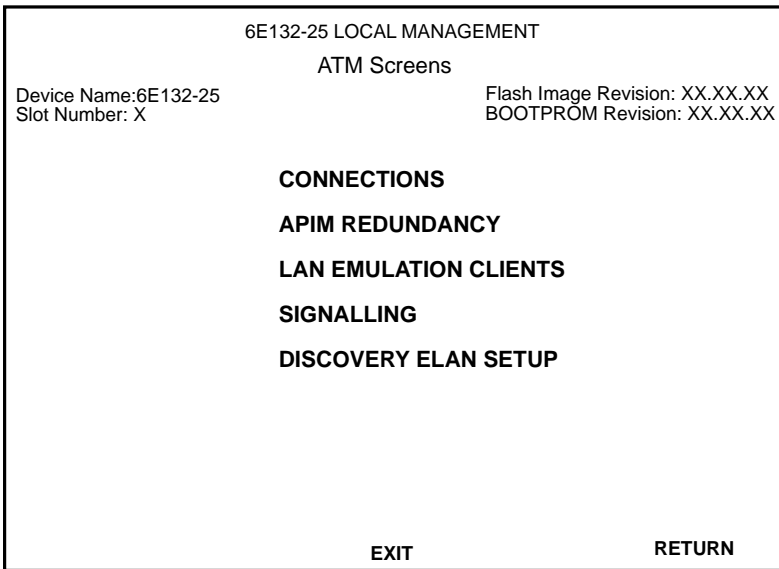 6E132-25 LOCAL MANAGEMENT
ATM Screens
Device Name:6E132-25
Slot Number: X
Flash Image Revision: XX.XX.XX
BOOTPROM Revision: XX.XX.XX
CONNECTIONS
APIM REDUNDANCY
LAN EMULATION CLIENTS
SIGNALLING
DISCOVERY ELAN SETUP
EXIT
RETURN